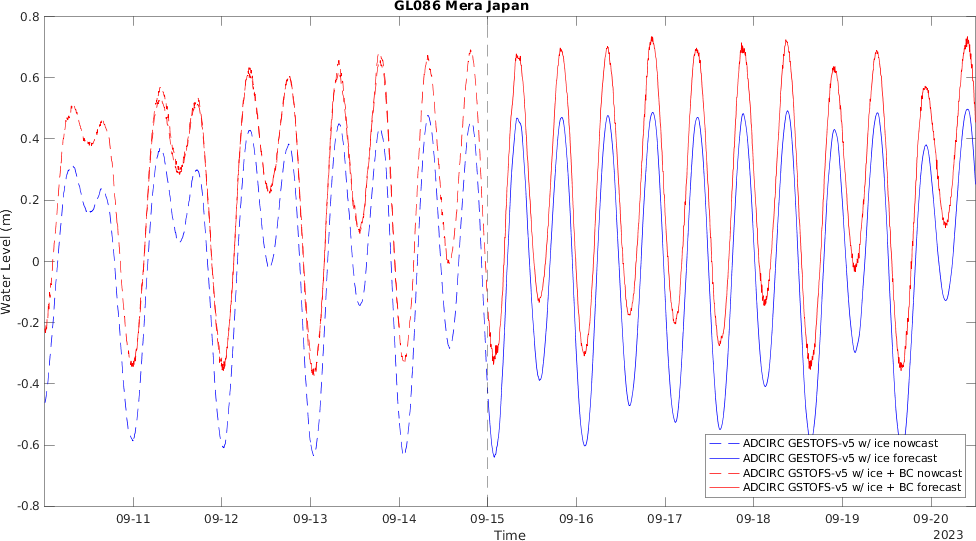 GL086 Mera Japan
0.8
0.6
0.4
0.2
0
-0.2
-0.4
-0.6
-0.8
Water Level (m)
09-11
09-12
09-13
09-14
09-15
09-16
09-17
09-18
09-19
09-20
Time
2023
ADCIRC GESTOFS-v5 w/ ice nowcast
ADCIRC GESTOFS-v5 w/ ice forecast
ADCIRC GSTOFS-v5 w/ ice + BC nowcast
ADCIRC GSTOFS-v5 w/ ice + BC forecast